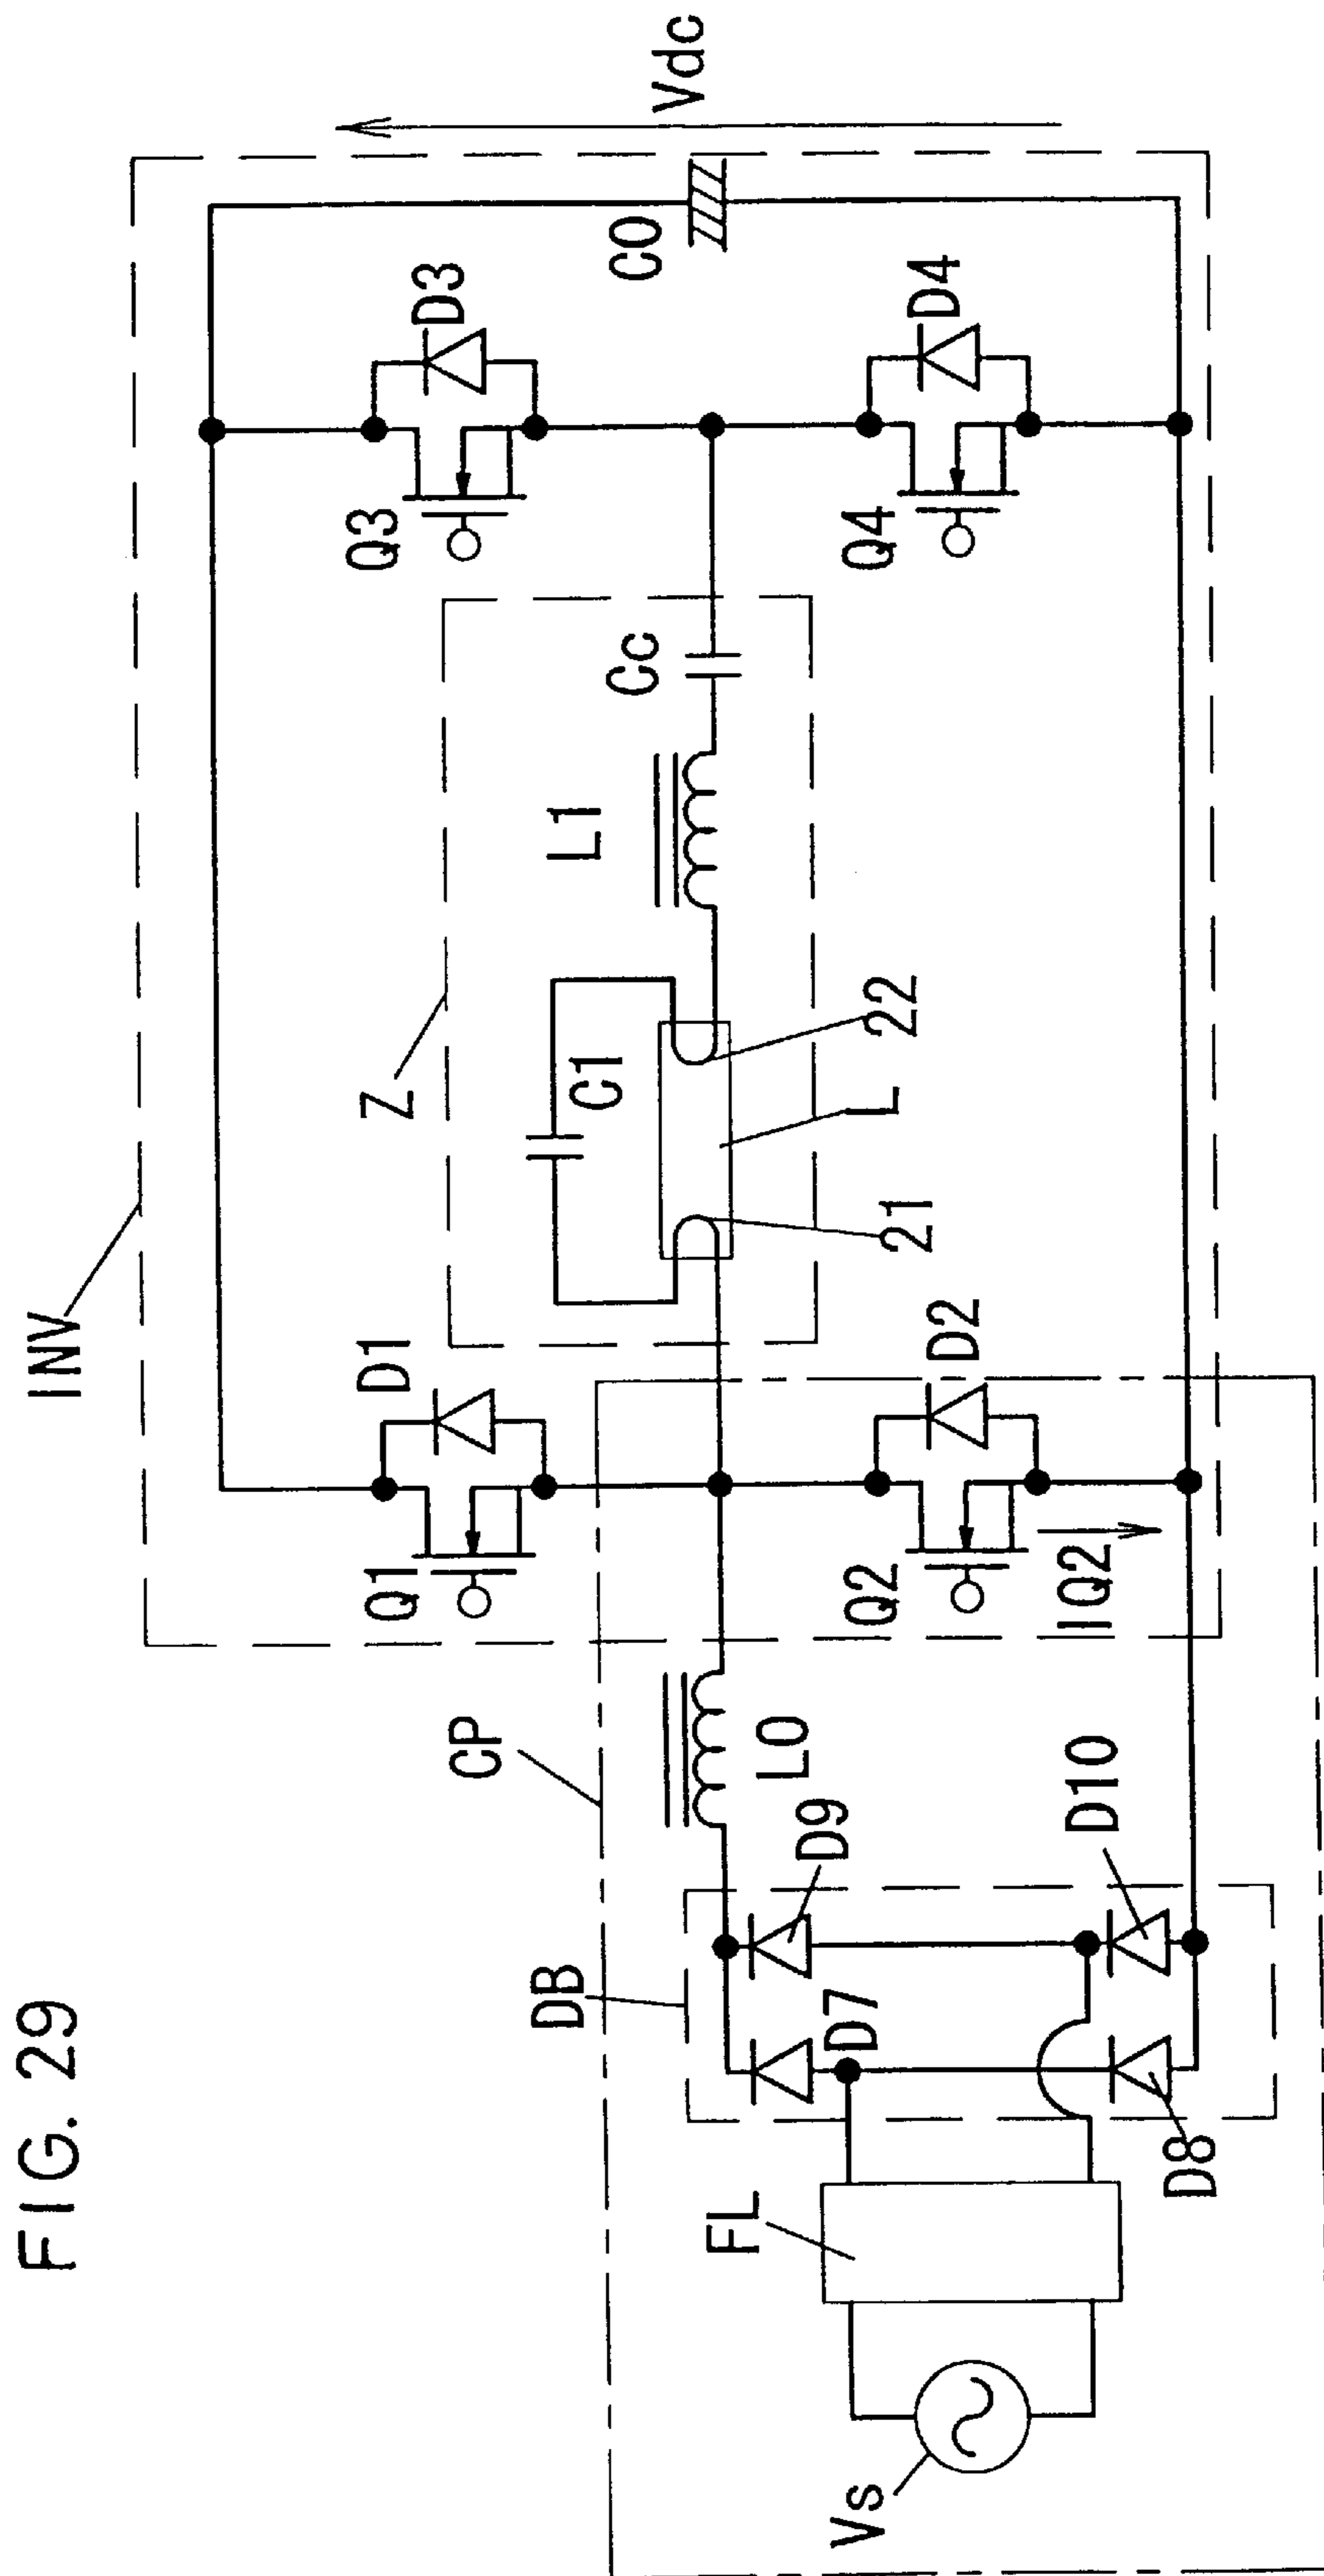 FIG. 29
INV
Vdc
Z
Q1
D1
Q3
D3
C1
L1
Cc
C0
CP
L0
21
L
22
DB
D9
D7
Q2
D2
IQ2
Q4
D4
FL
D10
D8
Vs